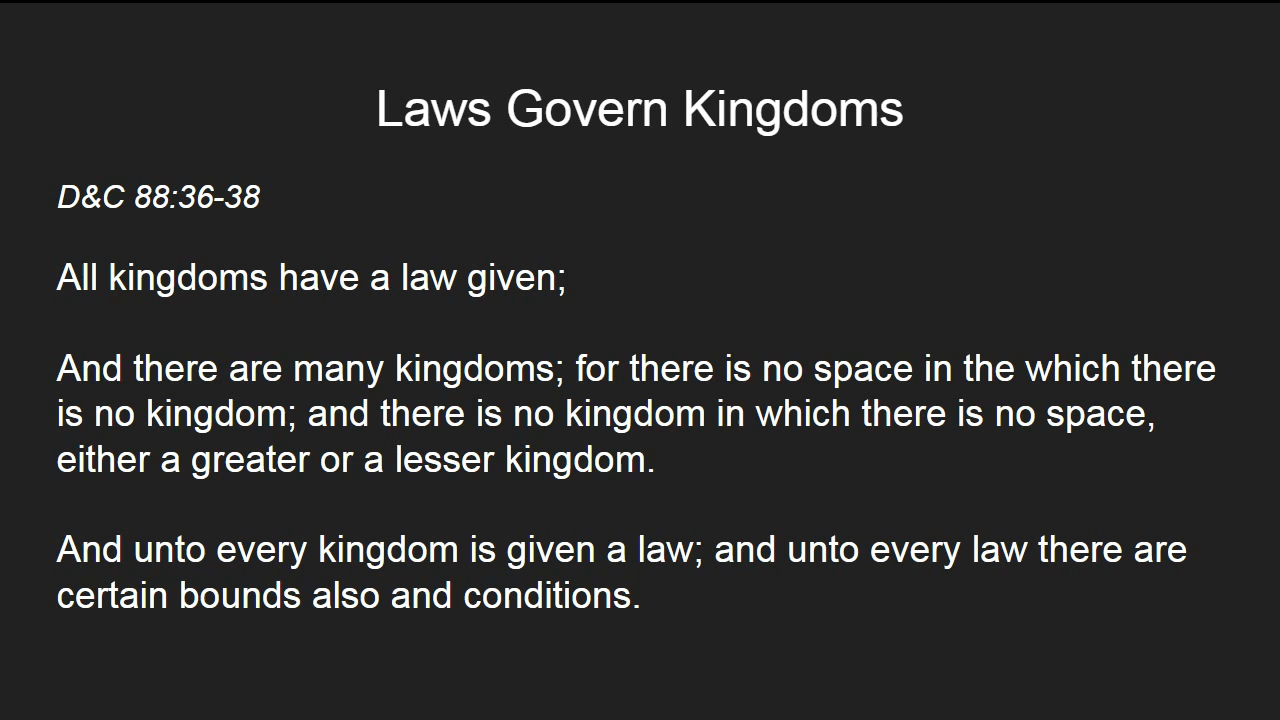 Laws Govern Kingdoms
D&C 88:36-38
All kingdoms have a law given;
And there are many kingdoms; for there is no space in the which there
is no kingdom; and there is no kingdom in which there is no space,
either a greater or a lesser kingdom.
And unto every kingdom is given a law; and unto every law there are
certain bounds also and conditions.